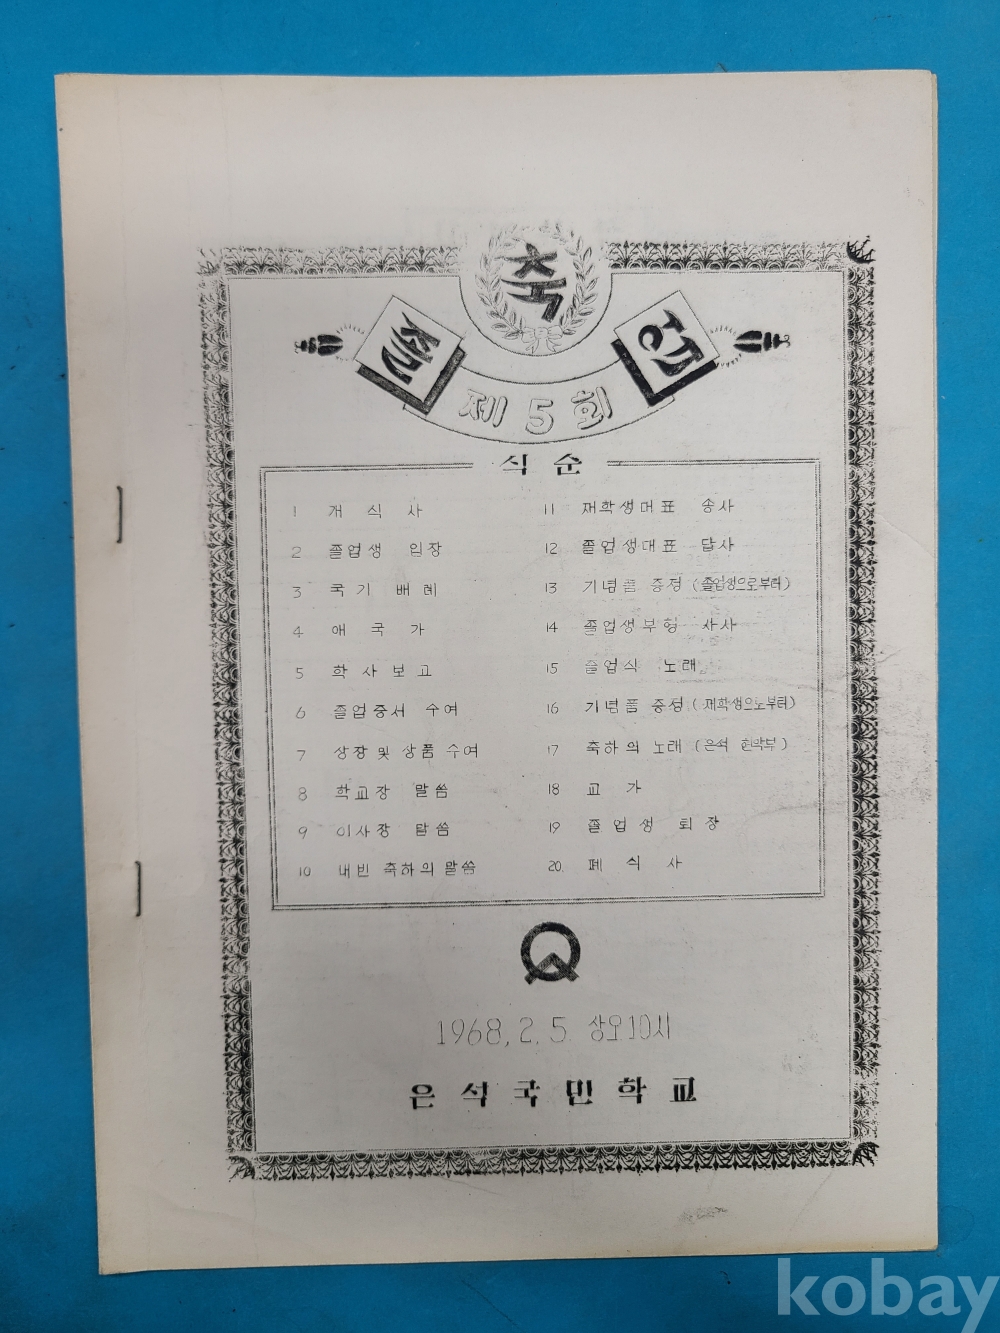 축
졸 업
제 5 회
식 순
1 개 식 사
2 졸업생 입장
3 국 기 배 례
4 애 국 가
5 학 사 보 고
6 졸업증서 수여
7 상장 및 상품 수여
8 학교장 말씀
9 이사장 말씀
10 내빈 축하의 말씀
11 재학생대표 송사
12 졸업생대표 답사
13 기념품 증정 (졸업생으로부터)
14 졸업생부형 사사
15 졸업식 노래
16 기념품 증정 (재학생으로부터)
17 축하의 노래 (은석 현악부)
18 교 가
19 졸업생 퇴장
20. 폐 식 사
1968. 2. 5 상오10시
은석국민학교
kobay